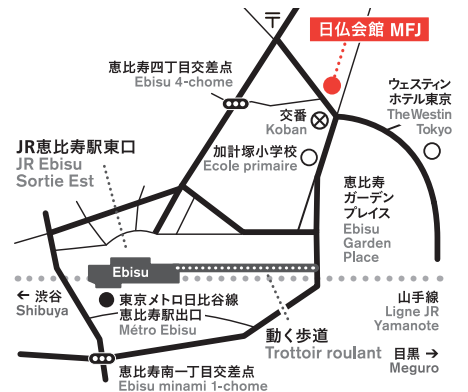 〒
日仏会館 MFJ
恵比寿四丁目交差点
Ebisu 4-chome
ウェスティン
ホテル東京
The Westin
Tokyo
交番
Koban
加計塚小学校
Ecole primaire
JR恵比寿駅東口
JR Ebisu
Sortie Est
恵比寿
ガーデン
プレイス
Ebisu
Garden
Place
Ebisu
← 渋谷
Shibuya
東京メトロ日比谷線
恵比寿駅出口
Métro Ebisu
動く歩道
Trottoir roulant
山手線
Ligne JR
Yamanote
目黒 →
Meguro
恵比寿南一丁目交差点
Ebisu minami 1-chome